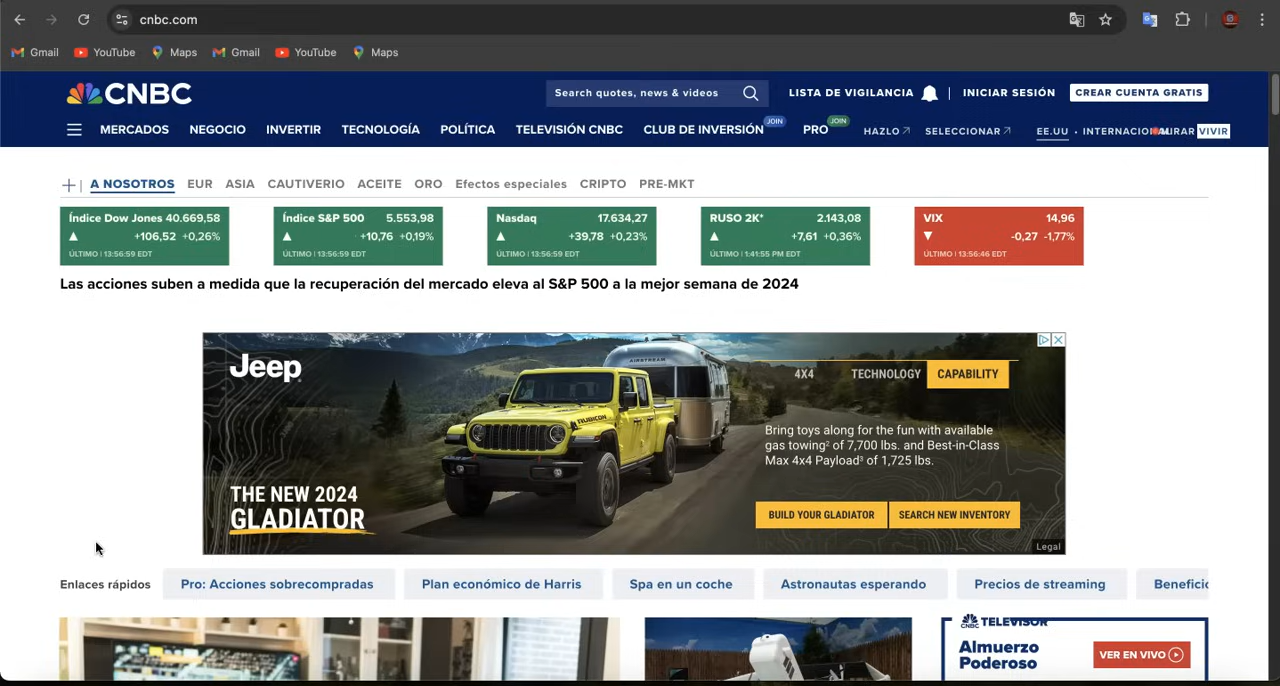 cnbc.com
Gmail YouTube Maps Gmail YouTube Maps
CNBC Search quotes, news & videos LISTA DE VIGILANCIA | INICIAR SESIÓN CREAR CUENTA GRATIS
MERCADOS NEGOCIO INVERTIR TECNOLOGÍA POLÍTICA TELEVISIÓN CNBC CLUB DE INVERSIÓN JOIN PRO JOIN HAZLO SELECCIONAR EE.UU • VIVIR
A NOSOTROS EUR ASIA CAUTIVERIO ACEITE ORO Efectos especiales CRIPTO PRE-MKT
Índice Dow Jones 40.669,58 Índice S&P 500 5.553,98 Nasdaq 17.634,27 RUSO 2K* 2.143,08 VIX 14,96
▲ +106,52 +0,26% ▲ +10,76 +0,19% ▲ +39,78 +0,23% ▲ +7,61 +0,36% ▼ -0,27 -1,77%
ÚLTIMO | 13:56:59 EDT ÚLTIMO | 13:56:59 EDT ÚLTIMO | 13:56:59 EDT ÚLTIMO | 1:41:55 PM EDT ÚLTIMO | 13:56:46 EDT
Las acciones suben a medida que la recuperación del mercado eleva al S&P 500 a la mejor semana de 2024
Jeep
AIRSTREAM
RUBICON
4X4 TECHNOLOGY CAPABILITY
Bring toys along for the fun with available
gas towing² of 7,700 lbs. and Best-in-Class
Max 4x4 Payload³ of 1,725 lbs.
THE NEW 2024
GLADIATOR
BUILD YOUR GLADIATOR SEARCH NEW INVENTORY
Legal
Enlaces rápidos Pro: Acciones sobrecompradas Plan económico de Harris Spa en un coche Astronautas esperando Precios de streaming
CNBC TELEVISOR
Almuerzo
Poderoso
VER EN VIVO